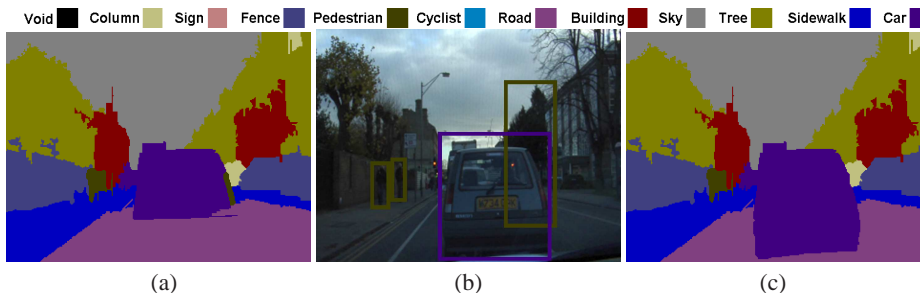 Void Column Sign Fence Pedestrian Cyclist Road Building Sky Tree Sidewalk Car
(a) (b) (c)